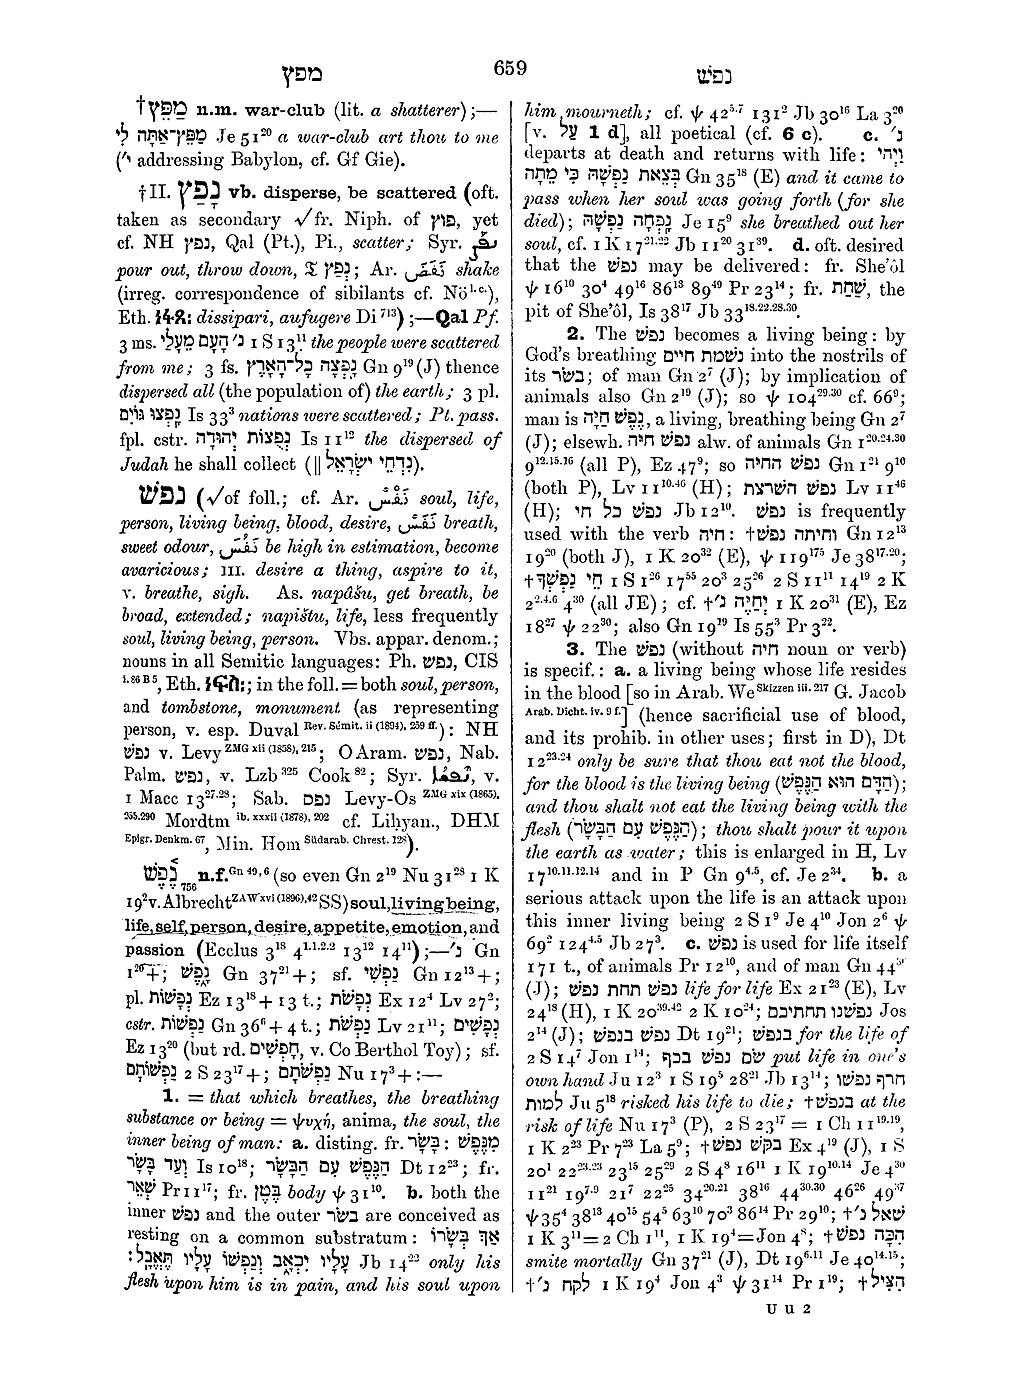 מפץ 659 נפש
† מַפֵּץ n.m. war-club (lit. a shatterer);—
מַפֵּץ־אַתָּה לִי Je 51²⁰ a war-club art thou to me
(י׳ addressing Babylon, cf. Gf Gie).
†II. נָפַץ vb. disperse, be scattered (oft.
taken as secondary √ fr. Niph. of פוץ, yet
cf. NH נפץ, Qal (Pt.), Pi., scatter; Syr.
pour out, throw down, 𝔗 נְפַץ; Ar. نَفَضَ shake
(irreg. correspondence of sibilants cf. Nö l.c.),
Eth. dissipari, aufugere Di⁷¹³);—Qal Pf.
3 ms. נ׳ הָעָם מֵעָלַי 1 S 13¹¹ the people were scattered
from me; 3 fs. נָֽפְצָה כָל־הָאָרֶץ Gn 9¹⁹ (J) thence
dispersed all (the population of) the earth; 3 pl.
נָֽפְצוּ גּוֹיִם Is 33³ nations were scattered; Pt. pass.
fpl. cstr. נְפֻצוֹת יְהוּדָה Is 11¹² the dispersed of
Judah he shall collect (‖ נִדְחֵי יִשְׂרָאֵל).
נפשׁ (√ of foll.; cf. Ar. نَفْسٌ soul, life,
person, living being, blood, desire, نَفَسٌ breath,
sweet odour, نَفُسَ be high in estimation, become
avaricious; III. desire a thing, aspire to it,
V. breathe, sigh. As. napâšu, get breath, be
broad, extended; napištu, life, less frequently
soul, living being, person. Vbs. appar. denom.;
nouns in all Semitic languages: Ph. נפש, CIS
i. 86 B 5, Eth. ; in the foll. = both soul, person,
and tombstone, monument (as representing
person, v. esp. Duval Rev. Sémit. ii (1894), 259 ff.): NH
נפש v. Levy ZMG xii (1858), 215; O Aram. נפש, Nab.
Palm. נפש, v. Lzb³²⁵ Cook⁸²; Syr. , v.
1 Macc 13²⁷·²⁸; Sab. נפס Levy-Os ZMG xix (1865),
255.290 Mordtm ib. xxxii (1878), 202 cf. Lihyan., DHM
Epigr. Denkm. 67, Min. Hom Südarab. Chrest. 128).
נֶ֫פֶשׁ 756 n.f. Gn 49, 6 (so even Gn 2¹⁹ Nu 31²⁸ 1 K
19² v. Albrecht ZAW xvi (1896), 42 SS) soul, living being,
life, self, person, desire, appetite, emotion, and
passion (Ecclus 3¹⁸ 4¹·¹·²·² 13¹² 14¹¹);—נ׳ Gn
1²⁰+; נָ֑פֶשׁ Gn 37²¹+; sf. נַפְשִׁי Gn 12¹³+;
pl. נְפָשׁוֹת Ez 13¹⁸+ 13 t.; נְפָשֹׁת Ex 12⁴ Lv 27²;
cstr. נַפְשׁוֹת Gn 36⁶+ 4 t.; נַפְשֹׁת Lv 21¹¹; נְפָשִׁים
Ez 13²⁰ (but rd. חָפְשִׁים, v. Co Berthol Toy); sf.
נַפְשׁוֹתָם 2 S 23¹⁷+; נַפְשֹׁתָם Nu 17³+:—
1. = that which breathes, the breathing
substance or being = ψυχή, anima, the soul, the
inner being of man: a. disting. fr. בָּשָׂר: מִנֶּפֶשׁ
וְעַד בָּשָׂר Is 10¹⁸; הַנֶּפֶשׁ עִם הַבָּשָׂר Dt 12²³; fr.
שְׁאֵר Pr 11¹⁷; fr. בֶּטֶן body ψ 31¹⁰. b. both the
inner נפש and the outer בשר are conceived as
resting on a common substratum: אַךְ בְּשָׂרוֹ
עָלָיו יִכְאָ֑ב וְנַפְשׁוֹ עָלָיו תֶּאֱבָֽל׃ Jb 14²² only his
flesh upon him is in pain, and his soul upon
him mourneth; cf. ψ 42⁵·⁷ 131² Jb 30¹⁶ La 3²⁰
[v. עַל 1 d], all poetical (cf. 6 c). c. נ׳
departs at death and returns with life: וַיְהִי
בְּצֵאת נַפְשָׁהּ כִּי מֵתָה Gn 35¹⁸ (E) and it came to
pass when her soul was going forth (for she
died); נָֽפְחָה נַפְשָׁהּ Je 15⁹ she breathed out her
soul, cf. 1 K 17²¹·²² Jb 11²⁰ 31³⁹. d. oft. desired
that the נפש may be delivered: fr. She’ôl
ψ 16¹⁰ 30⁴ 49¹⁶ 86¹³ 89⁴⁹ Pr 23¹⁴; fr. שַׁחַת, the
pit of She’ôl, Is 38¹⁷ Jb 33¹⁸·²²·²⁸·³⁰.
2. The נפש becomes a living being: by
God’s breathing נשמת חיים into the nostrils of
its בשר; of man Gn 2⁷ (J); by implication of
animals also Gn 2¹⁹ (J); so ψ 104²⁹·³⁰ cf. 66⁹;
man is נֶפֶשׁ חַיָּה, a living, breathing being Gn 2⁷
(J); elsewh. נפש חיה alw. of animals Gn 1²⁰·²⁴·³⁰
9¹²·¹⁵·¹⁶ (all P), Ez 47⁹; so נפש החיה Gn 1²¹ 9¹⁰
(both P), Lv 11¹⁰·⁴⁶ (H); נפש השרצת Lv 11⁴⁶
(H); נפש כל חי Jb 12¹⁰. נפש is frequently
used with the verb חיה: †וחיתה נפש Gn 12¹³
19²⁰ (both J), 1 K 20³² (E), ψ 119¹⁷⁵ Je 38¹⁷·²⁰;
†חֵי נַפְשְׁךָ 1 S 1²⁶ 17⁵⁵ 20³ 25²⁶ 2 S 11¹¹ 14¹⁹ 2 K
2²·⁴·⁶ 4³⁰ (all JE); cf. †יְחַיֶּה נ׳ 1 K 20³¹ (E), Ez
18²⁷ ψ 22³⁰; also Gn 19¹⁹ Is 55³ Pr 3²².
3. The נפש (without חיה noun or verb)
is specif.: a. a living being whose life resides
in the blood [so in Arab. We Skizzen iii. 217 G. Jacob
Arab. Dicht. iv. 9 f.] (hence sacrificial use of blood,
and its prohib. in other uses; first in D), Dt
12²³·²⁴ only be sure that thou eat not the blood,
for the blood is the living being (הַדָּם הוּא הַנֶּפֶשׁ);
and thou shalt not eat the living being with the
flesh (הַנֶּפֶשׁ עִם הַבָּשָׂר); thou shalt pour it upon
the earth as water; this is enlarged in H, Lv
17¹⁰·¹¹·¹²·¹⁴ and in P Gn 9⁴·⁵, cf. Je 2³⁴. b. a
serious attack upon the life is an attack upon
this inner living being 2 S 1⁹ Je 4¹⁰ Jon 2⁶ ψ
69² 124⁴·⁵ Jb 27³. c. נפש is used for life itself
171 t., of animals Pr 12¹⁰, and of man Gn 44³⁰
(J); נפש תחת נפש life for life Ex 21²³ (E), Lv
24¹⁸ (H), 1 K 20³⁹·⁴² 2 K 10²⁴; נפשנו תחתיכם Jos
2¹⁴ (J); נפש בנפש Dt 19²¹; בנפש for the life of
2 S 14⁷ Jon 1¹⁴; שׂם נפש בכף put life in one’s
own hand Ju 12³ 1 S 19⁵ 28²¹ Jb 13¹⁴; חרף נפשו
למות Ju 5¹⁸ risked his life to die; †בנפש at the
risk of life Nu 17³ (P), 2 S 23¹⁷ = 1 Ch 11¹⁹·¹⁹,
1 K 2²³ Pr 7²³ La 5⁹; †בקש נפש Ex 4¹⁹ (J), 1 S
20¹ 22²³·²³ 23¹⁵ 25²⁹ 2 S 4⁸ 16¹¹ 1 K 19¹⁰·¹⁴ Je 4³⁰
11²¹ 19⁷·⁹ 21⁷ 22²⁵ 34²⁰·²¹ 38¹⁶ 44³⁰·³⁰ 46²⁶ 49³⁷
ψ 35⁴ 38¹³ 40¹⁵ 54⁵ 63¹⁰ 70³ 86¹⁴ Pr 29¹⁰; †שאל נ׳
1 K 3¹¹ = 2 Ch 1¹¹, 1 K 19⁴ = Jon 4⁸; †הִכָּה נפש
smite mortally Gn 37²¹ (J), Dt 19⁶·¹¹ Je 40¹⁴·¹⁵;
†לקח נ׳ 1 K 19⁴ Jon 4³ ψ 31¹⁴ Pr 1¹⁹; †הִצִּיל
U u 2